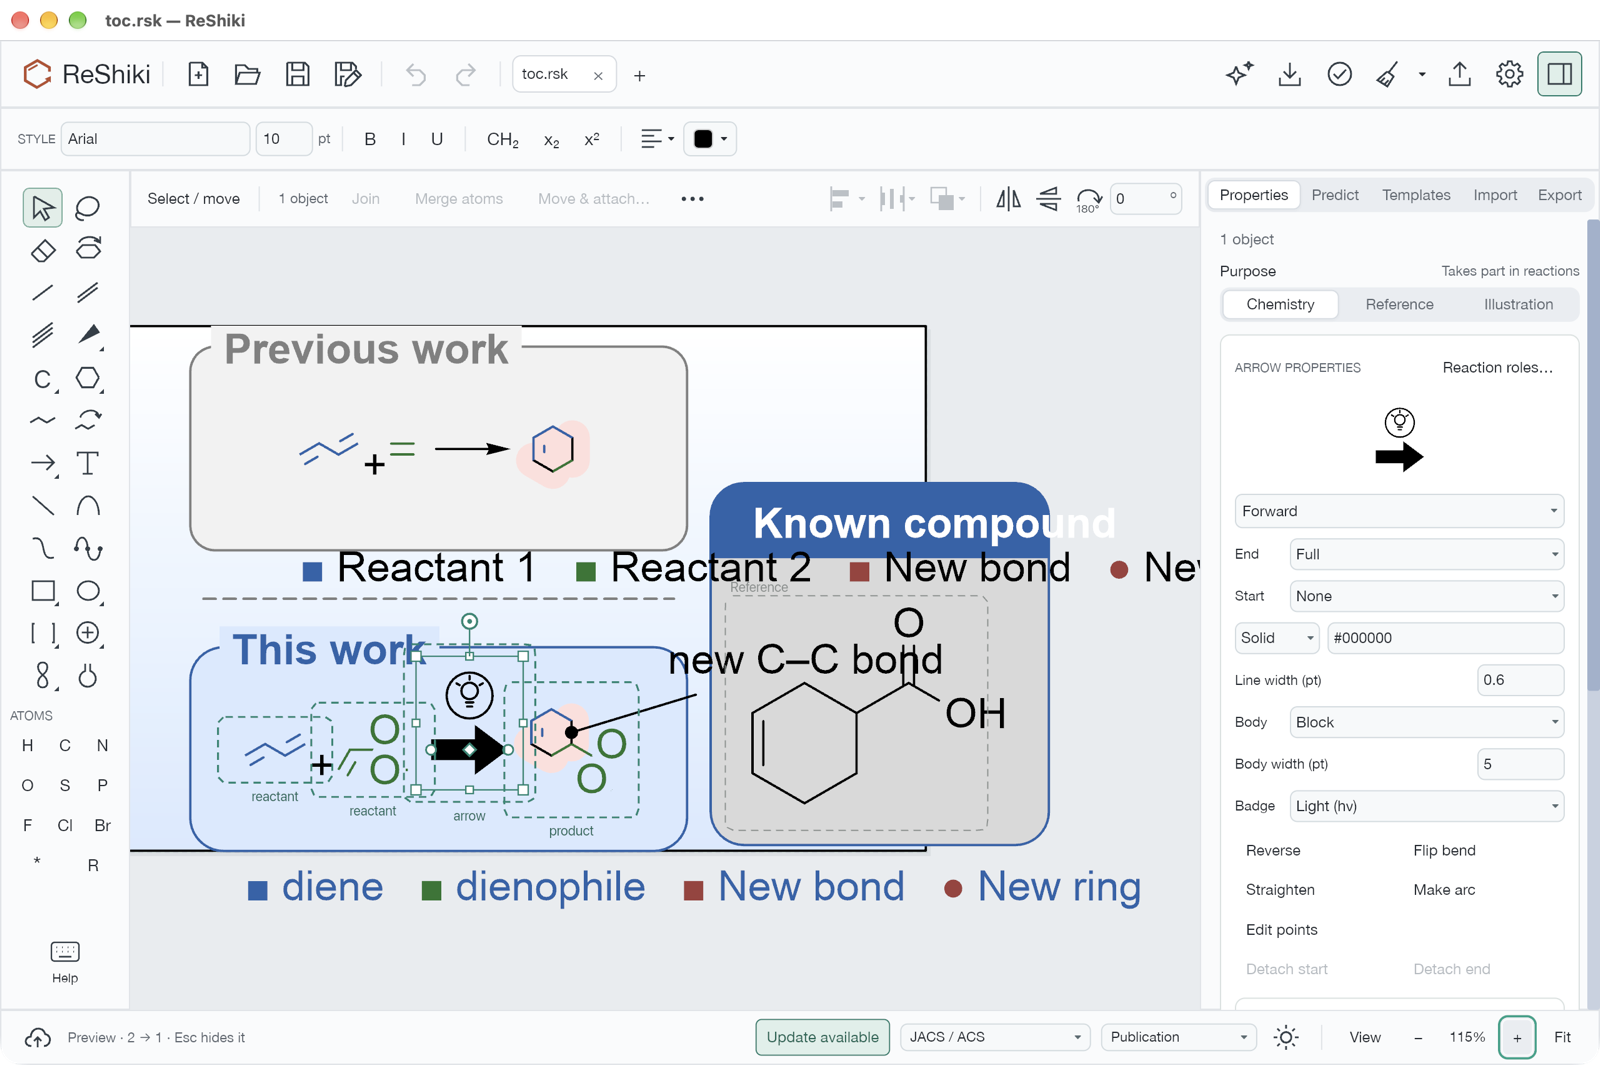 toc.rsk — ReShiki
ReShiki
toc.rsk
STYLE Arial 10 pt B I U CH₂ x₂ x²
Select / move 1 object Join Merge atoms Move & attach... 180° 0 °
C
T
[ ]
ATOMS
H C N
O S P
F Cl Br
* R
Help
Previous work
+
Known compound
Reactant 1 Reactant 2 New bond
Reference
This work
new C–C bond
O
OH
O
O
+
O
O
reactant
reactant
arrow
product
diene dienophile New bond New ring
Properties Predict Templates Import Export
1 object
Purpose Takes part in reactions
Chemistry Reference Illustration
ARROW PROPERTIES Reaction roles...
Forward
End Full
Start None
Solid #000000
Line width (pt) 0.6
Body Block
Body width (pt) 5
Badge Light (hv)
Reverse Flip bend
Straighten Make arc
Edit points
Detach start Detach end
Preview · 2 → 1 · Esc hides it Update available JACS / ACS Publication View – 115% + Fit